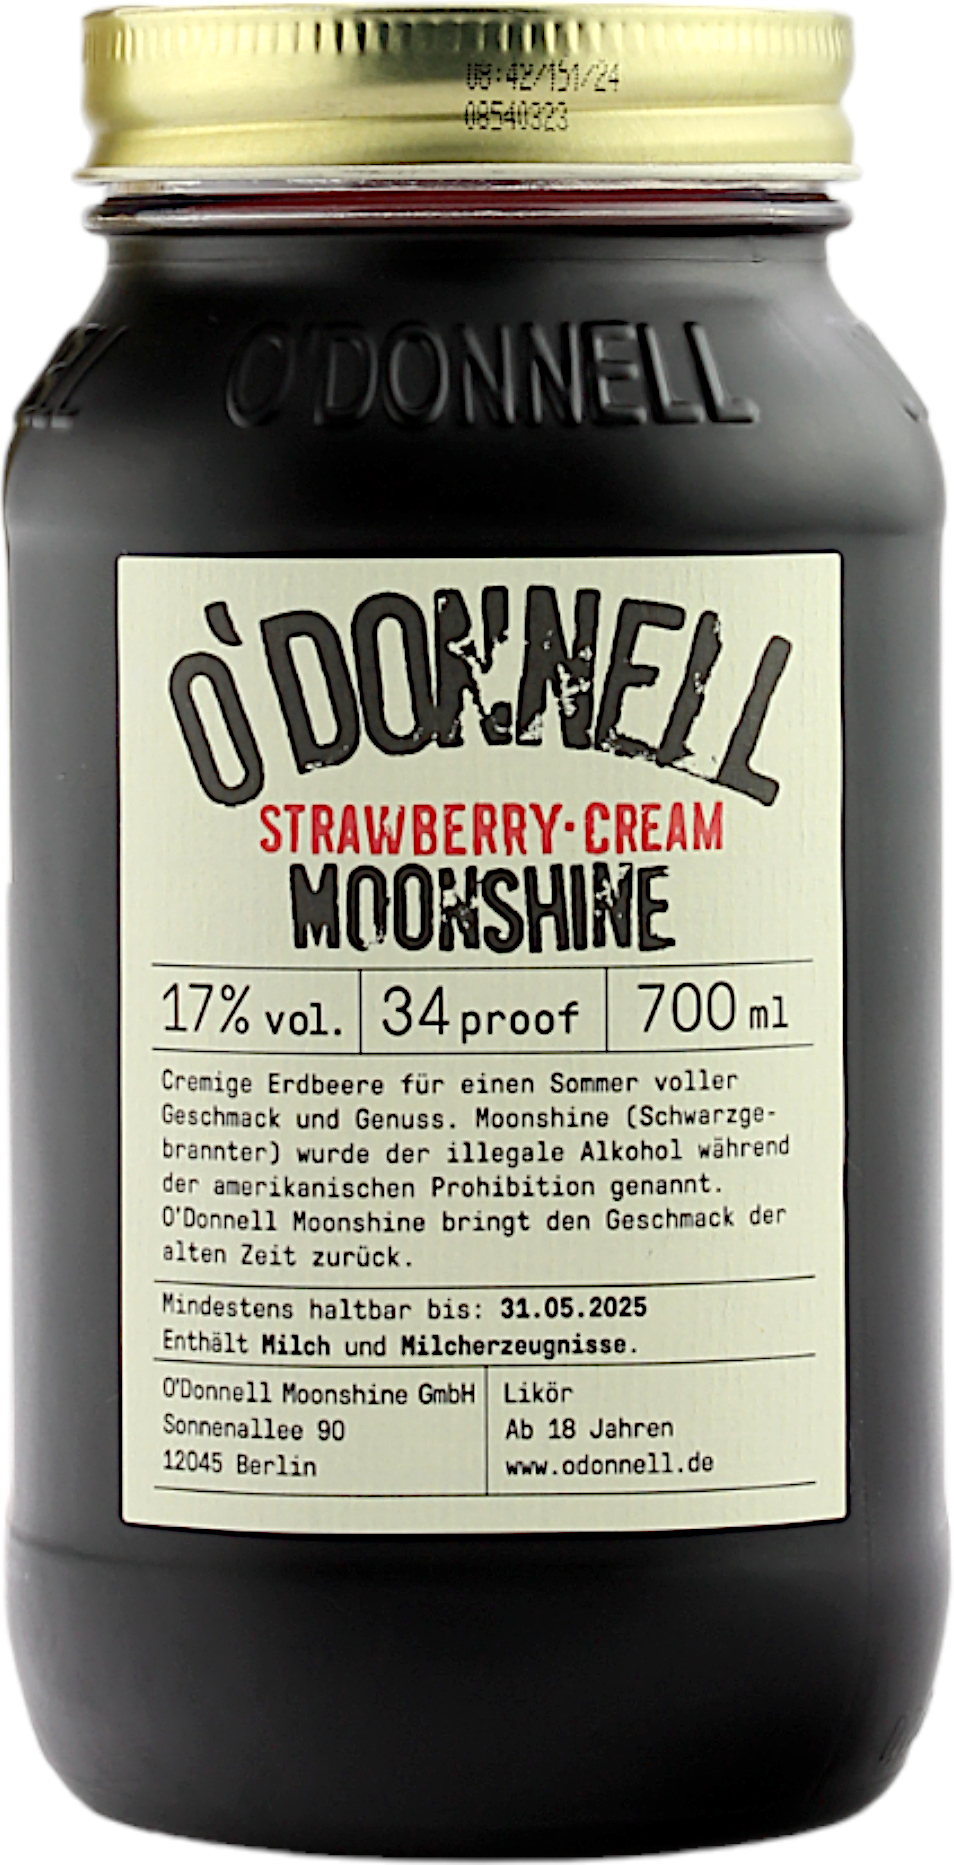 08:42/151/24
08540323
O'DONNELL
O'DONNELL
STRAWBERRY·CREAM
MOONSHINE
17% vol. 34 proof 700 ml
Cremige Erdbeere für einen Sommer voller
Geschmack und Genuss. Moonshine (Schwarzge-
brannter) wurde der illegale Alkohol während
der amerikanischen Prohibition genannt.
O'Donnell Moonshine bringt den Geschmack der
alten Zeit zurück.
Mindestens haltbar bis: 31.05.2025
Enthält Milch und Milcherzeugnisse.
O'Donnell Moonshine GmbH
Sonnenallee 90
12045 Berlin
Likör
Ab 18 Jahren
www.odonnell.de